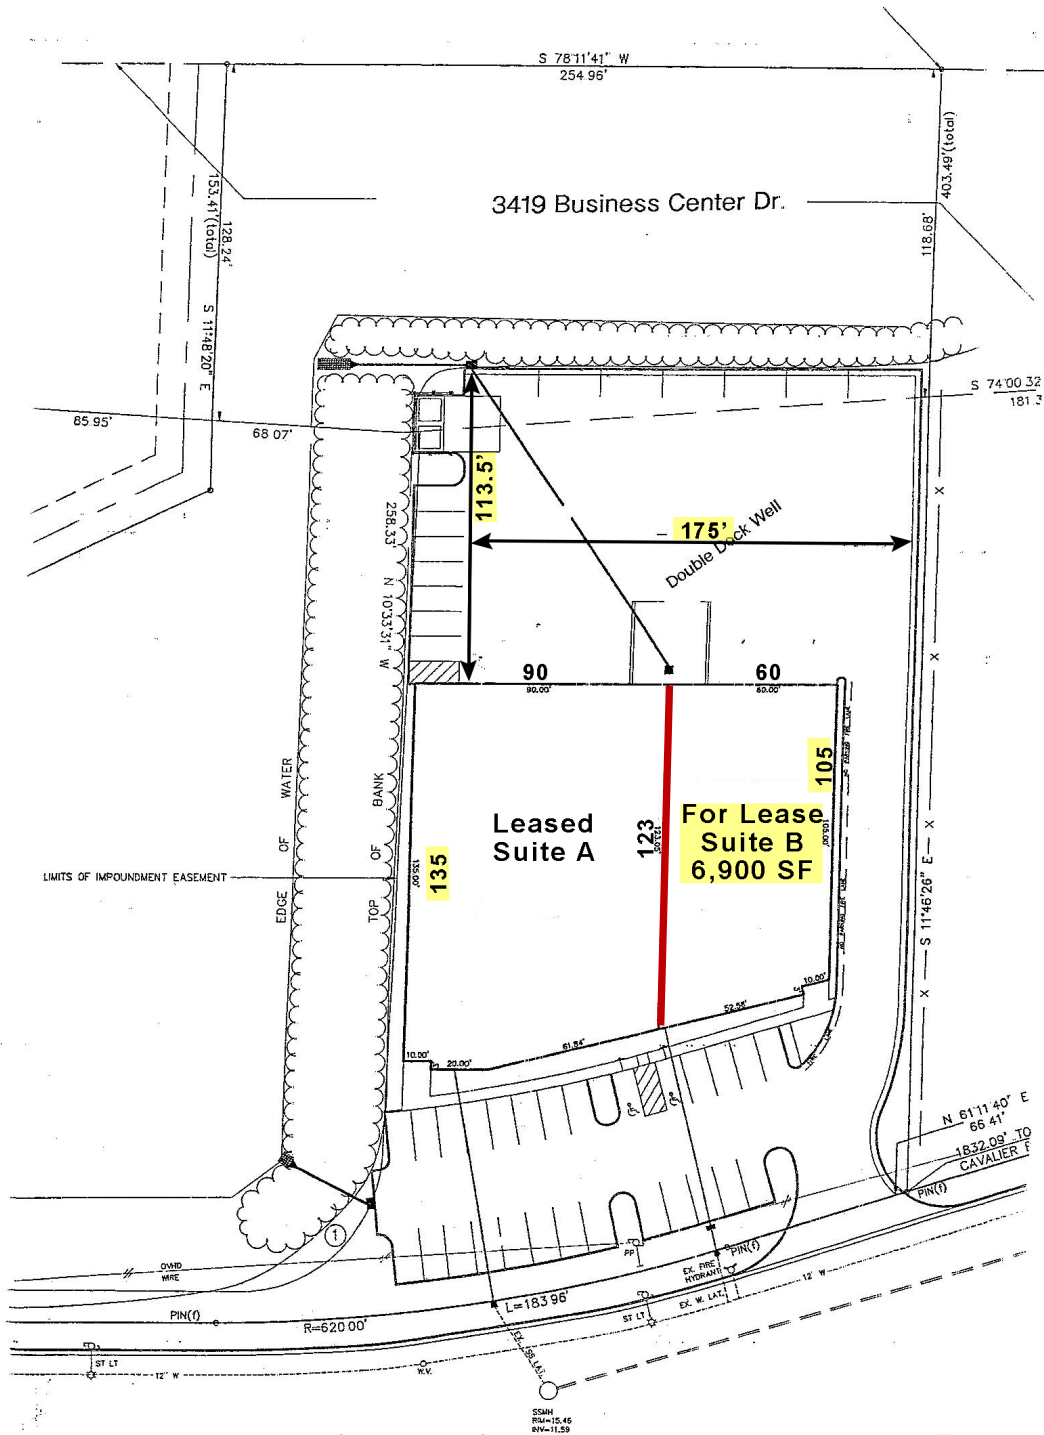 S 78°11'41" W
254.96'
403.49'(total)
118.68'
153.41'(total)
128.24'
S 11°48'20" E
3419 Business Center Dr.
S 74°00 32
181.3
85.95'
68 07'
113.5'
258.33'
N 10°33'31" W
175'
Double Dock Well
90
90.00'
60
60.00'
EDGE OF WATER
TOP OF BANK
LIMITS OF IMPOUNDMENT EASEMENT
135.00'
135
Leased
Suite A
123
123.05'
For Lease
Suite B
6,900 SF
105
105.00'
S 11°46'26" E
X
X
X
X
X
10.00'
20.00'
61.84'
52.58'
10.00'
N 61°11'40" E
66 41'
1832.09' TO
CAVALIER
PIN(f)
1
OVHD
WIRE
PP
PIN(f)
EX. FIRE
HYDRANT
12" W
EX. W. LAT.
ST LT
L=183 96'
PIN(f)
R=620 00'
ST LT
12" W
W.V.
EX. SS LAT.
SSMH
RIM=15.46
INV=11.59